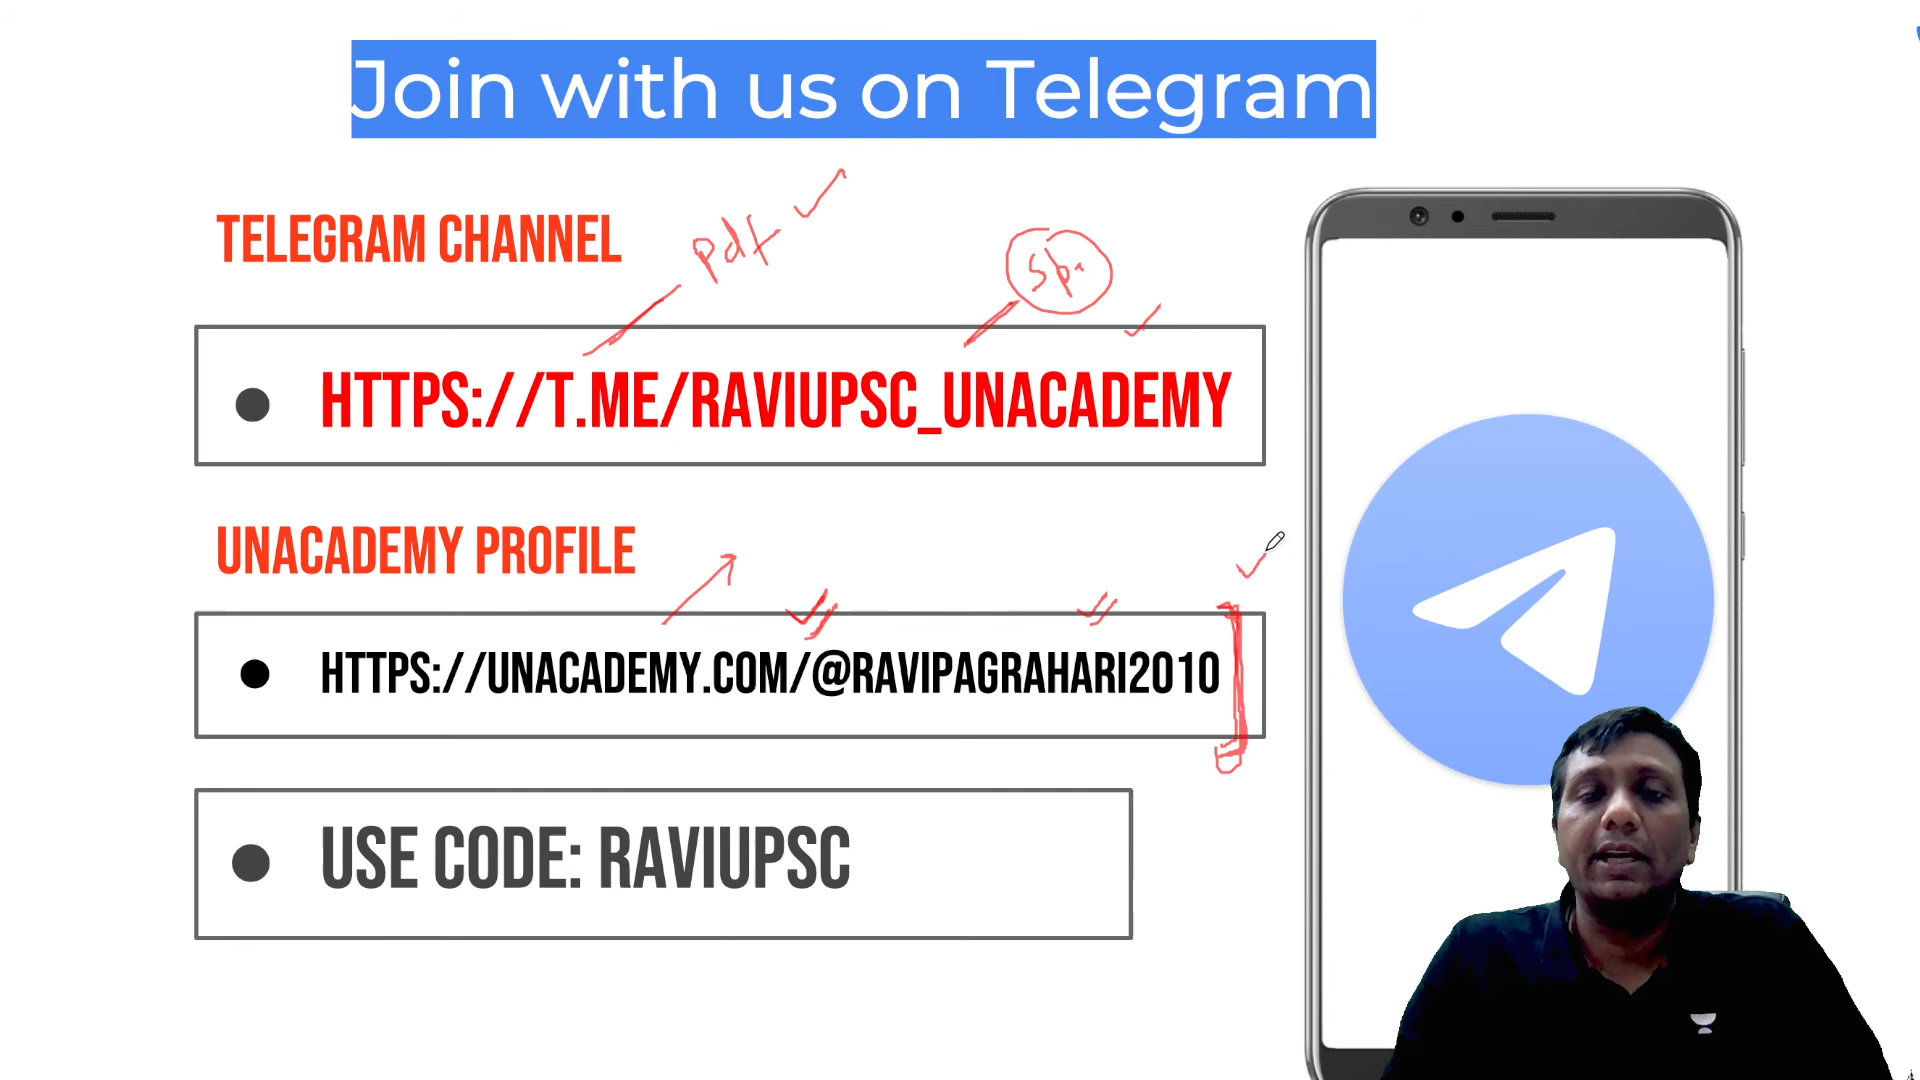 Join with us on Telegram
TELEGRAM CHANNEL
pdf
HTTPS://T.ME/RAVIUPSC_UNACADEMY
UNACADEMY PROFILE
HTTPS://UNACADEMY.COM/@RAVIPAGRAHARI2010
USE CODE: RAVIUPSC